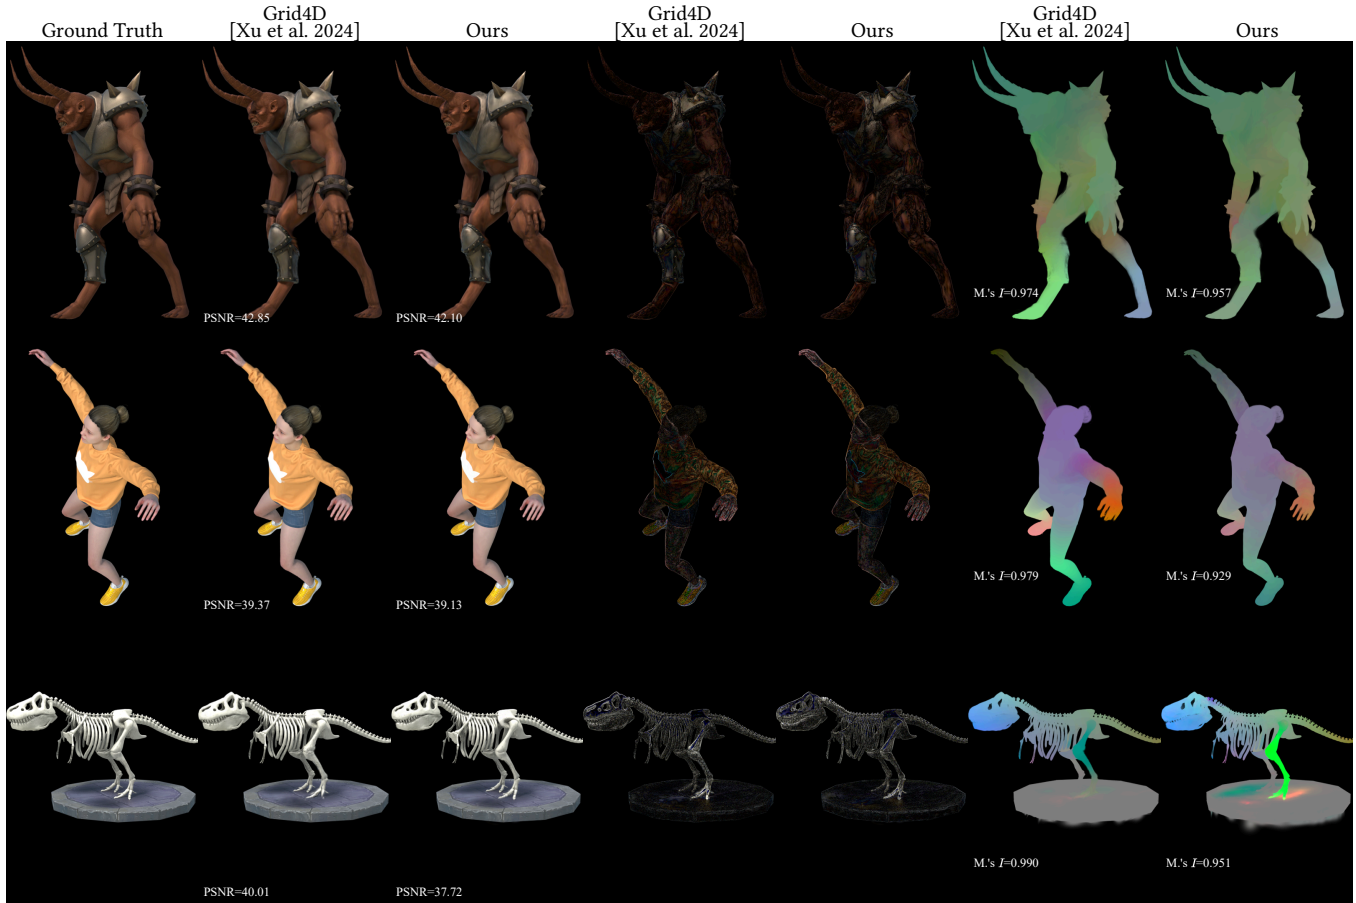 Ground Truth
Grid4D
[Xu et al. 2024]
Ours
Grid4D
[Xu et al. 2024]
Ours
Grid4D
[Xu et al. 2024]
Ours
PSNR=42.85
PSNR=42.10
M.'s I=0.974
M.'s I=0.957
PSNR=39.37
PSNR=39.13
M.'s I=0.979
M.'s I=0.929
PSNR=40.01
PSNR=37.72
M.'s I=0.990
M.'s I=0.951